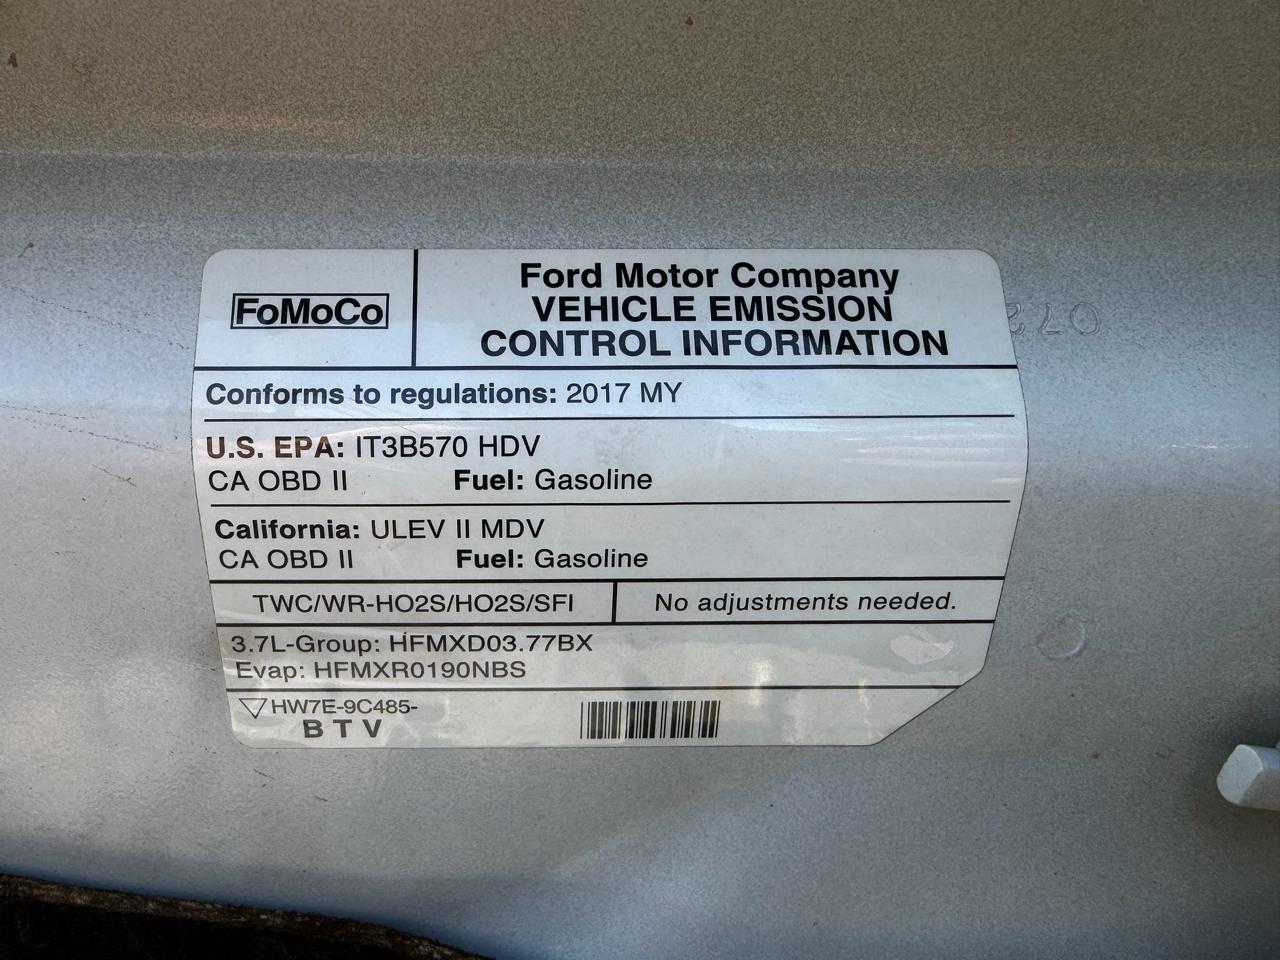 FoMoCo
Ford Motor Company
VEHICLE EMISSION
CONTROL INFORMATION
Conforms to regulations: 2017 MY
U.S. EPA: IT3B570 HDV
CA OBD II Fuel: Gasoline
California: ULEV II MDV
CA OBD II Fuel: Gasoline
TWC/WR-HO2S/HO2S/SFI No adjustments needed.
3.7L-Group: HFMXD03.77BX
Evap: HFMXR0190NBS
HW7E-9C485-
B T V